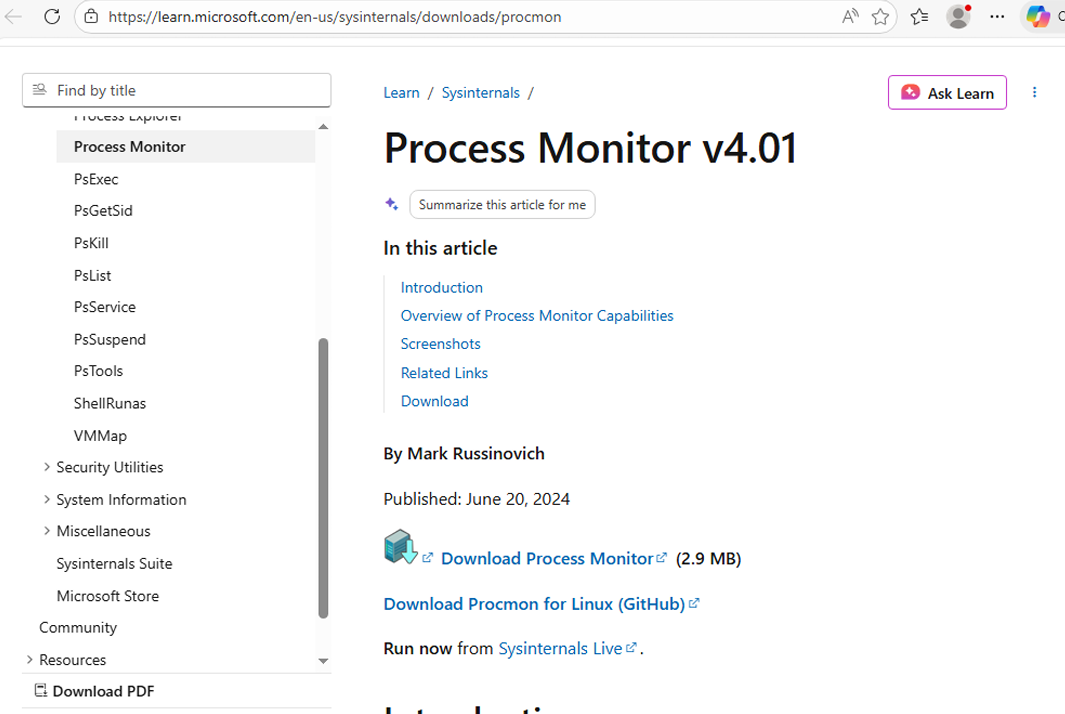 https://learn.microsoft.com/en-us/sysinternals/downloads/procmon
Find by title
Process Explorer
Process Monitor
PsExec
PsGetSid
PsKill
PsList
PsService
PsSuspend
PsTools
ShellRunas
VMMap
Security Utilities
System Information
Miscellaneous
Sysinternals Suite
Microsoft Store
Community
Resources
Download PDF
Learn / Sysinternals /
Ask Learn
Process Monitor v4.01
Summarize this article for me
In this article
Introduction
Overview of Process Monitor Capabilities
Screenshots
Related Links
Download
By Mark Russinovich
Published: June 20, 2024
Download Process Monitor (2.9 MB)
Download Procmon for Linux (GitHub)
Run now from Sysinternals Live .